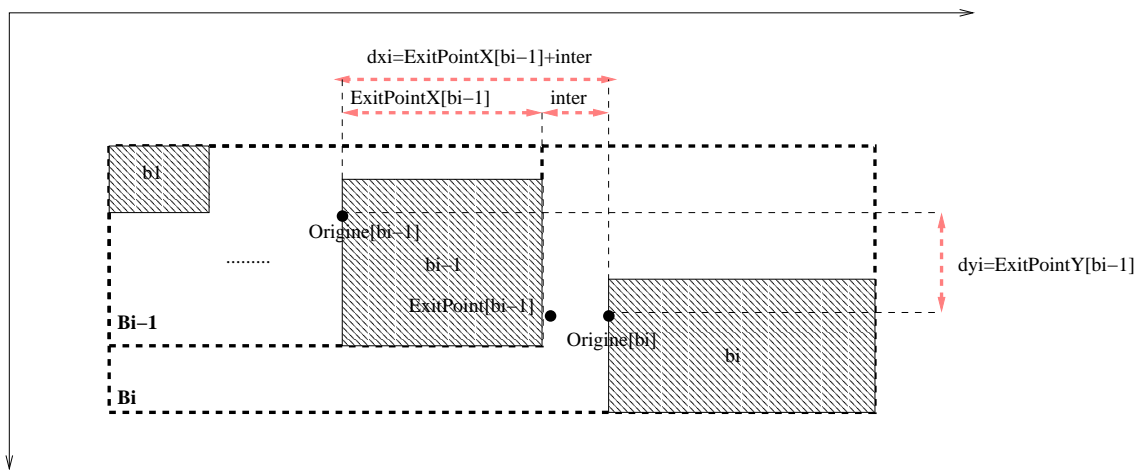 dxi=ExitPointX[bi−1]+inter
ExitPointX[bi−1] inter
b1
Origine[bi−1]
.........
bi−1
dyi=ExitPointY[bi−1]
ExitPoint[bi−1]
Bi−1
Origine[bi]
bi
Bi